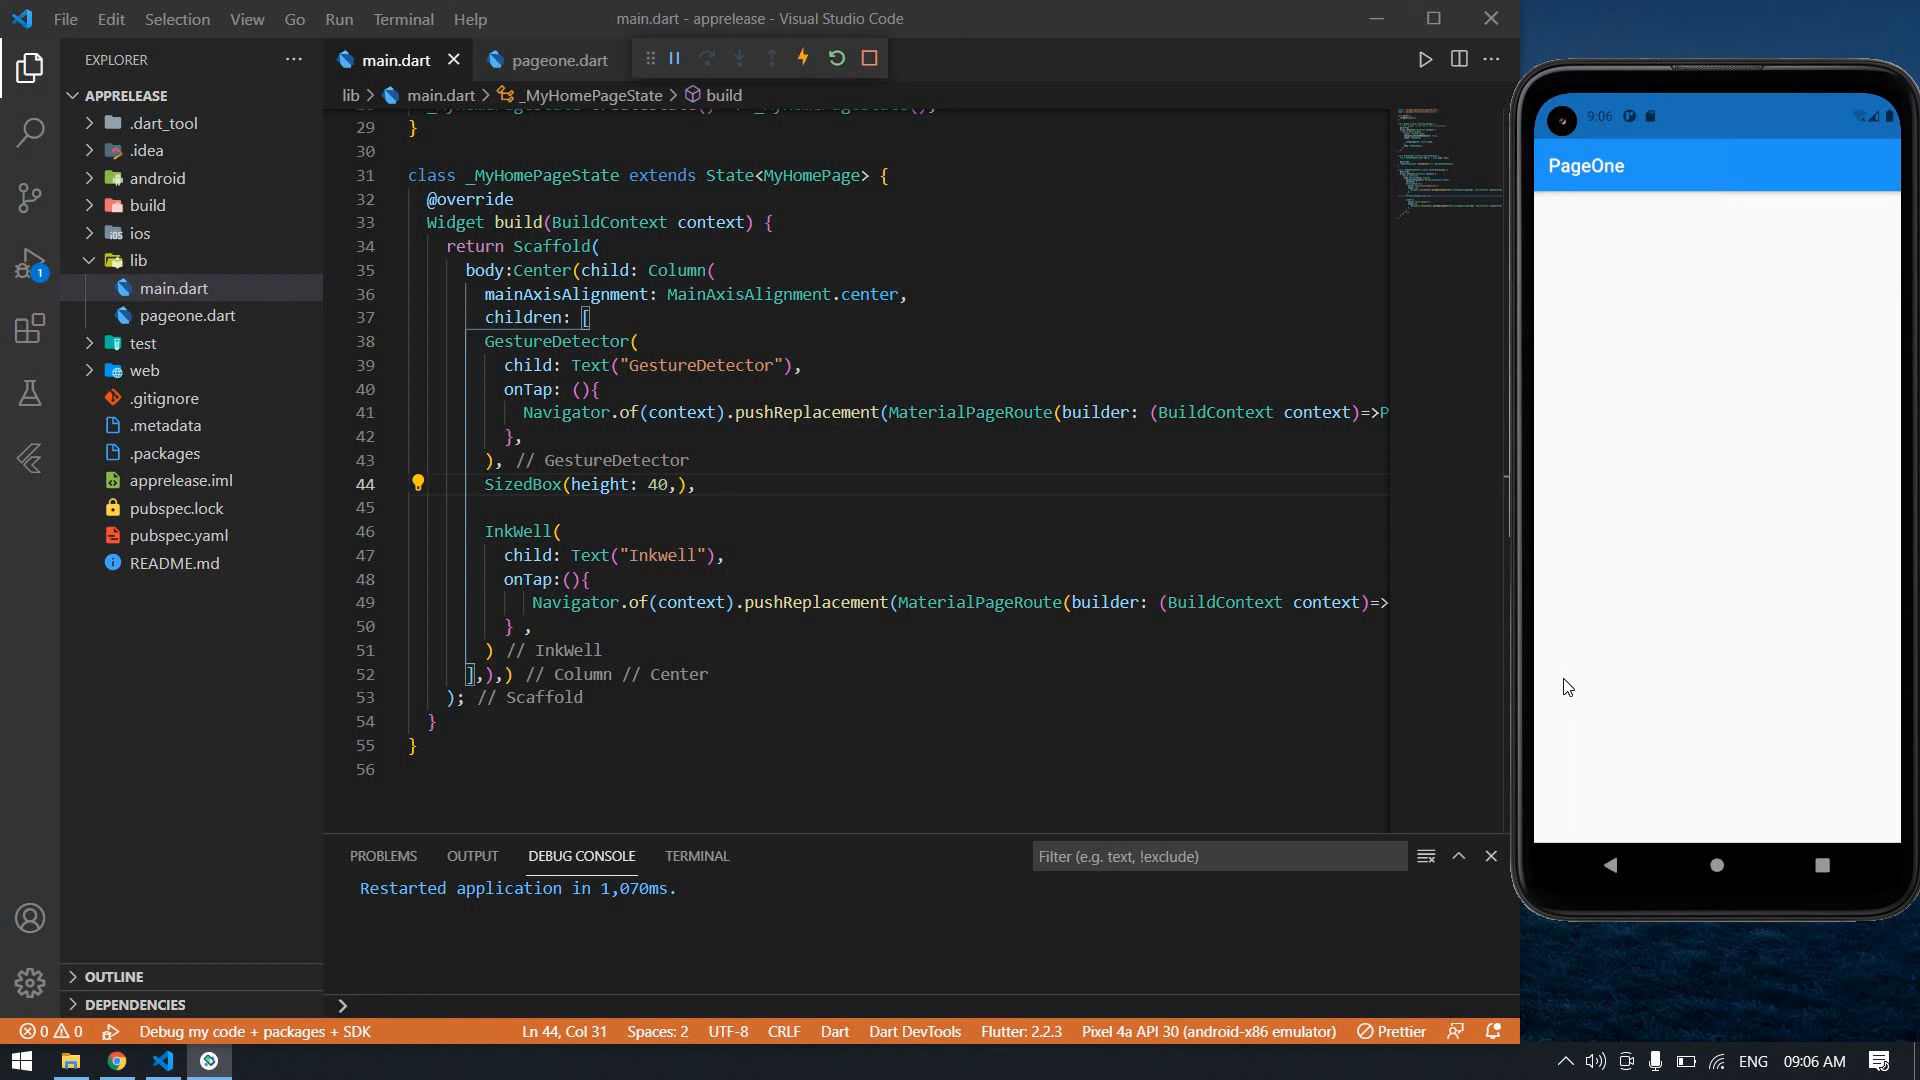 File Edit Selection View Go Run Terminal Help
main.dart - apprelease - Visual Studio Code
EXPLORER
APPRELEASE
.dart_tool
.idea
android
build
ios
lib
main.dart
pageone.dart
test
web
.gitignore
.metadata
.packages
apprelease.iml
pubspec.lock
pubspec.yaml
README.md
OUTLINE
DEPENDENCIES
main.dart
pageone.dart
lib > main.dart > _MyHomePageState > build
29 }
30
31 class _MyHomePageState extends State<MyHomePage> {
32 @override
33 Widget build(BuildContext context) {
34 return Scaffold(
35 body:Center(child: Column(
36 mainAxisAlignment: MainAxisAlignment.center,
37 children: [
38 GestureDetector(
39 child: Text("GestureDetector"),
40 onTap: (){
41 Navigator.of(context).pushReplacement(MaterialPageRoute(builder: (BuildContext context)=>P
42 },
43 ), // GestureDetector
44 SizedBox(height: 40,),
45
46 InkWell(
47 child: Text("Inkwell"),
48 onTap:(){
49 Navigator.of(context).pushReplacement(MaterialPageRoute(builder: (BuildContext context)=>
50 } ,
51 ) // InkWell
52 ],),) // Column // Center
53 ); // Scaffold
54 }
55 }
56
PROBLEMS OUTPUT DEBUG CONSOLE TERMINAL
Filter (e.g. text, !exclude)
Restarted application in 1,070ms.
0 0 Debug my code + packages + SDK
Ln 44, Col 31 Spaces: 2 UTF-8 CRLF Dart Dart DevTools Flutter: 2.2.3 Pixel 4a API 30 (android-x86 emulator) Prettier
1
9:06
PageOne
ENG 09:06 AM